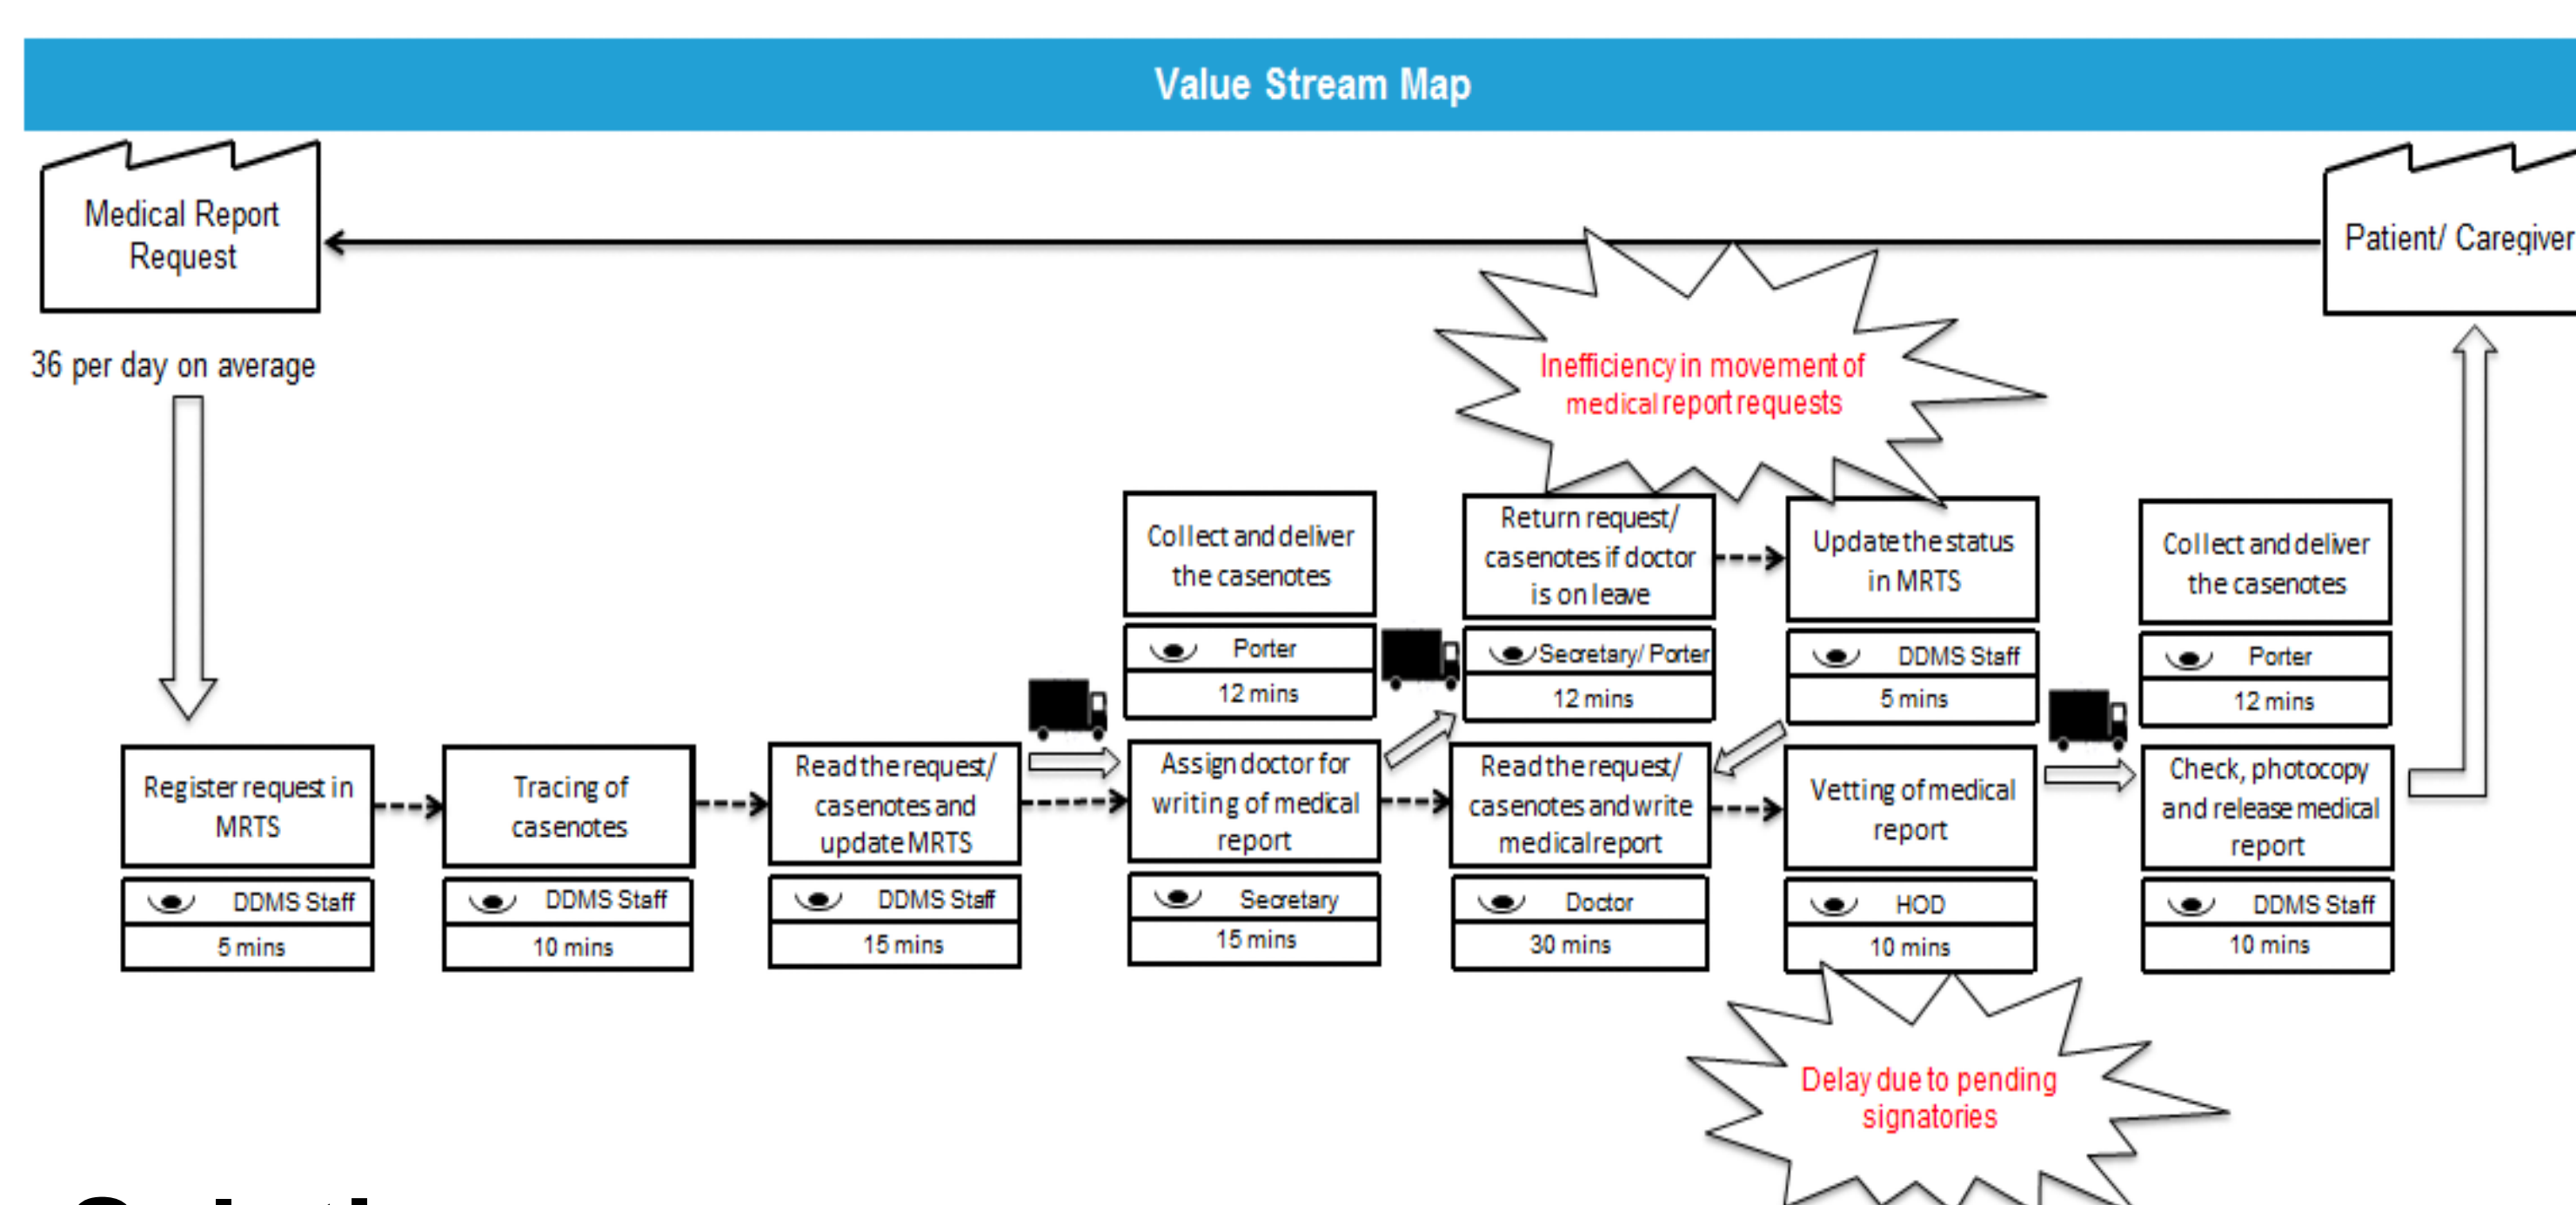 Value Stream Map
Medical Report
Request
Patient/ Caregiver
36 per day on average
Inefficiency in movement of
medical report requests
Collect and deliver
the casenotes
Porter
12 mins
Return request/
casenotes if doctor
is on leave
Secretary/ Porter
12 mins
Update the status
in MRTS
DDMS Staff
5 mins
Collect and deliver
the casenotes
Porter
12 mins
Register request in
MRTS
DDMS Staff
5 mins
Tracing of
casenotes
DDMS Staff
10 mins
Read the request/
casenotes and
update MRTS
DDMS Staff
15 mins
Assign doctor for
writing of medical
report
Secretary
15 mins
Read the request/
casenotes and write
medical report
Doctor
30 mins
Vetting of medical
report
HOD
10 mins
Check, photocopy
and release medical
report
DDMS Staff
10 mins
Delay due to pending
signatories